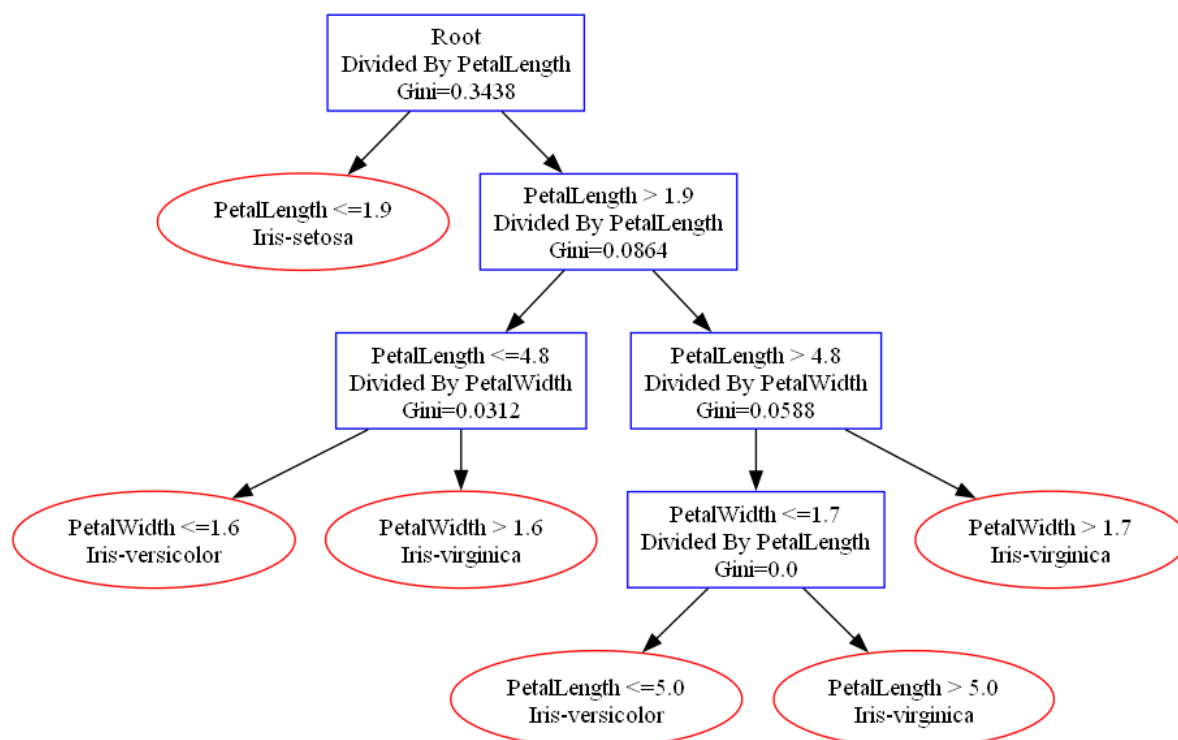 Root
Divided By PetalLength
Gini=0.3438
PetalLength <=1.9
Iris-setosa
PetalLength > 1.9
Divided By PetalLength
Gini=0.0864
PetalLength <=4.8
Divided By PetalWidth
Gini=0.0312
PetalLength > 4.8
Divided By PetalWidth
Gini=0.0588
PetalWidth <=1.6
Iris-versicolor
PetalWidth > 1.6
Iris-virginica
PetalWidth <=1.7
Divided By PetalLength
Gini=0.0
PetalWidth > 1.7
Iris-virginica
PetalLength <=5.0
Iris-versicolor
PetalLength > 5.0
Iris-virginica